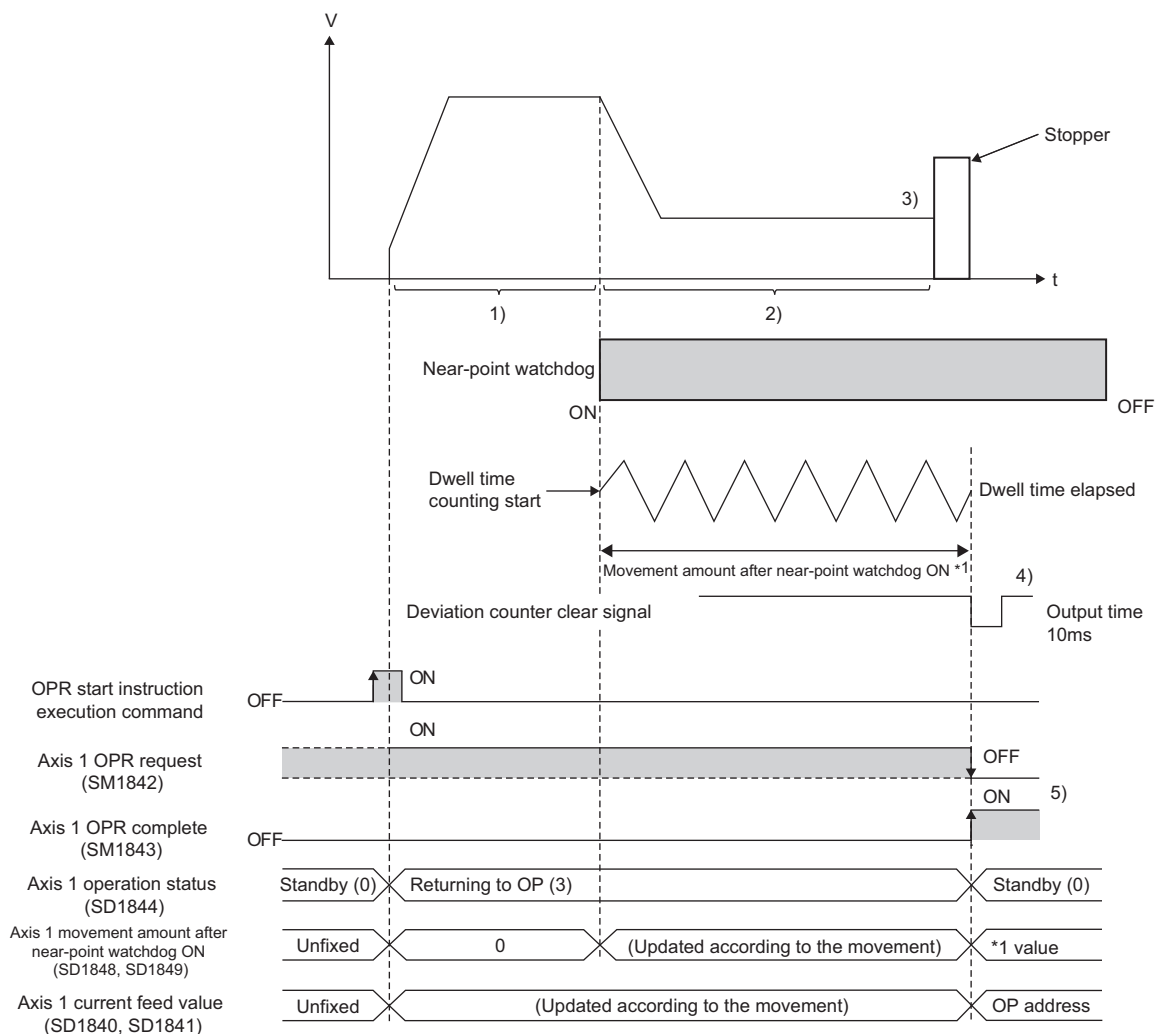 V
Stopper
3)
t
1)
2)
Near-point watchdog
ON
OFF
Dwell time
counting start
Dwell time elapsed
Movement amount after near-point watchdog ON *1
4)
Deviation counter clear signal
Output time
10ms
OPR start instruction
execution command
OFF
ON
Axis 1 OPR request
(SM1842)
ON
OFF
Axis 1 OPR complete
(SM1843)
OFF
ON
5)
Axis 1 operation status
(SD1844)
Standby (0)
Returning to OP (3)
Standby (0)
Axis 1 movement amount after
near-point watchdog ON
(SD1848, SD1849)
Unfixed
0
(Updated according to the movement)
*1 value
Axis 1 current feed value
(SD1840, SD1841)
Unfixed
(Updated according to the movement)
OP address